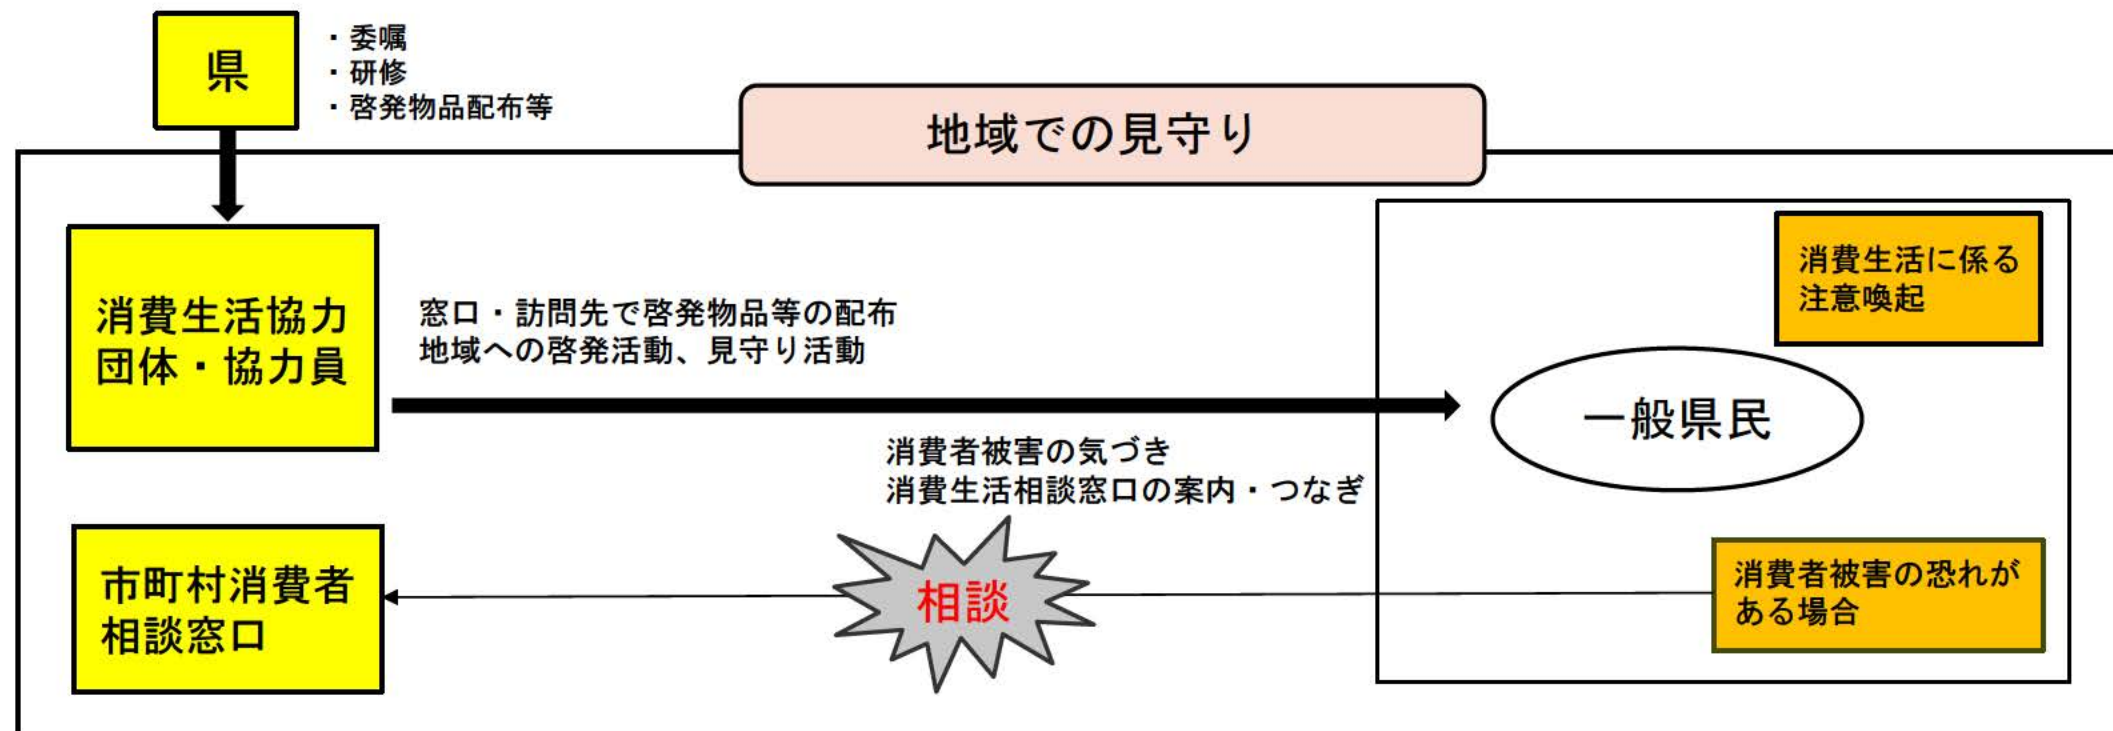 県
・委嘱
・研修
・啓発物品配布等
地域での見守り
消費生活協力
団体・協力員
窓口・訪問先で啓発物品等の配布
地域への啓発活動、見守り活動
消費生活に係る
注意喚起
一般県民
消費者被害の気づき
消費生活相談窓口の案内・つなぎ
市町村消費者
相談窓口
相談
消費者被害の恐れが
ある場合